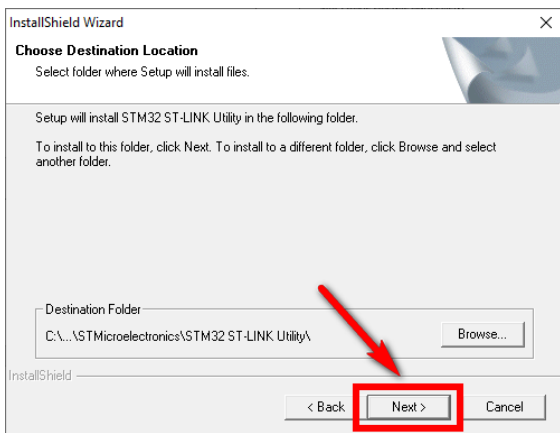 InstallShield Wizard
Choose Destination Location
Select folder where Setup will install files.
Setup will install STM32 ST-LINK Utility in the following folder.
To install to this folder, click Next. To install to a different folder, click Browse and select
another folder.
Destination Folder
C:\...\STMicroelectronics\STM32 ST-LINK Utility\
Browse...
InstallShield
< Back
Next >
Cancel